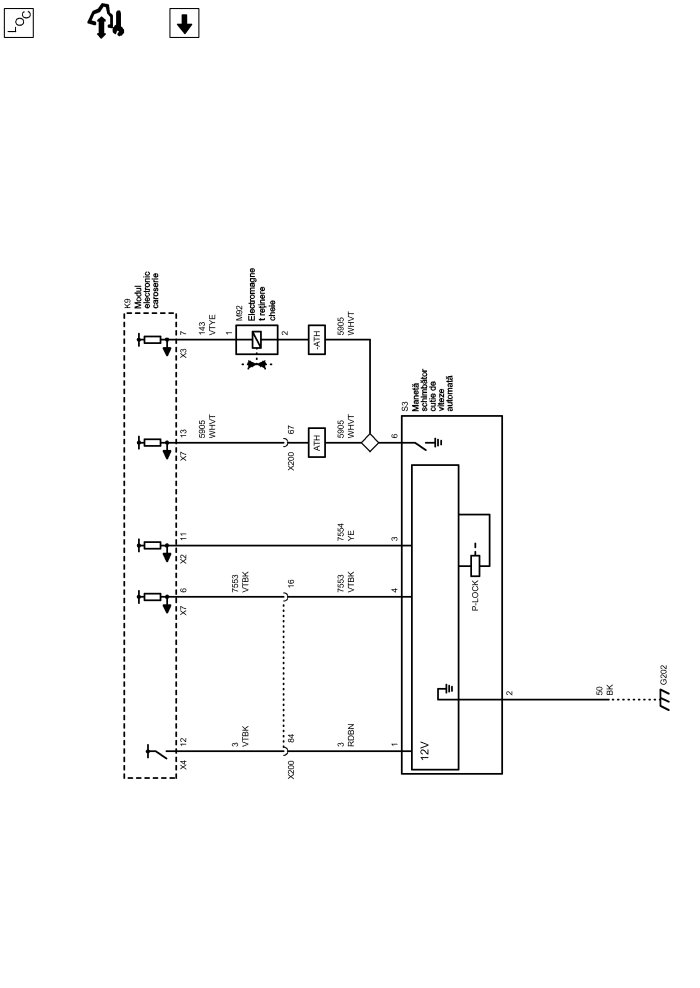 LOC
K9
Modul
electronic
caroserie
7
X3
143
VTYE
M92
Electromagne
t reținere
cheie
1
2
-ATH
5905
WHVT
13
X7
5905
WHVT
67
X200
ATH
5905
WHVT
6
S3
Manetă
schimbător
cutie de
viteze
automată
11
X2
7554
YE
3
6
X7
7553
VTBK
16
7553
VTBK
4
P-LOCK
12
X4
3
VTBK
84
X200
3
RDBN
1
12V
2
50
BK
G202